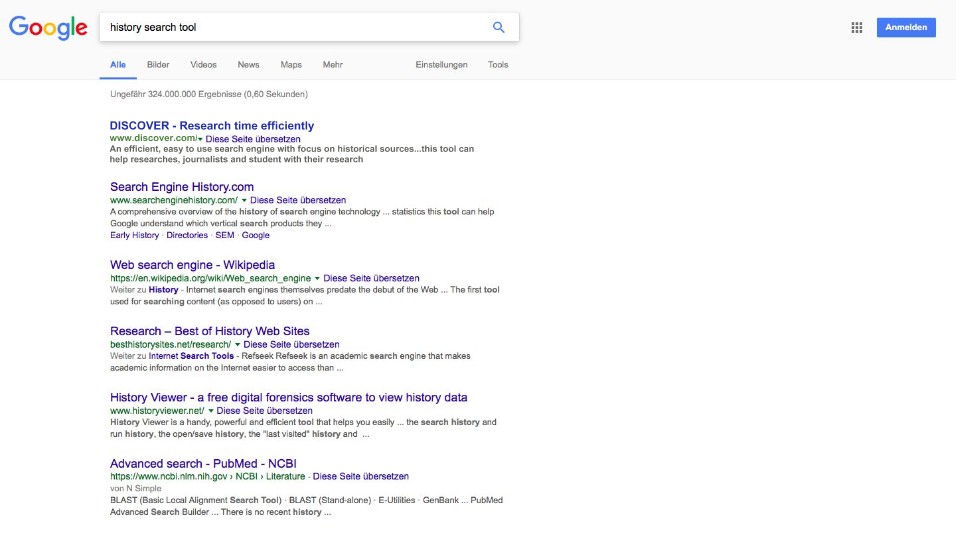 Google
history search tool
Anmelden
Alle Bilder Videos News Maps Mehr Einstellungen Tools
Ungefähr 324.000.000 Ergebnisse (0,60 Sekunden)
DISCOVER - Research time efficiently
www.discover.com/ Diese Seite übersetzen
An efficient, easy to use search engine with focus on historical sources...this tool can
help researches, journalists and student with their research
Search Engine History.com
www.searchenginehistory.com/ Diese Seite übersetzen
A comprehensive overview of the history of search engine technology ... statistics this tool can help
Google understand which vertical search products they ...
Early History · Directories · SEM · Google
Web search engine - Wikipedia
https://en.wikipedia.org/wiki/Web_search_engine Diese Seite übersetzen
Weiter zu History - Internet search engines themselves predate the debut of the Web ... The first tool
used for searching content (as opposed to users) on ...
Research – Best of History Web Sites
besthistorysites.net/research/ Diese Seite übersetzen
Weiter zu Internet Search Tools - Refseek Refseek is an academic search engine that makes
academic information on the Internet easier to access than ...
History Viewer - a free digital forensics software to view history data
www.historyviewer.net/ Diese Seite übersetzen
History Viewer is a handy, powerful and efficient tool that helps you easily ... the search history and
run history, the open/save history, the "last visited" history and ...
Advanced search - PubMed - NCBI
https://www.ncbi.nlm.nih.gov › NCBI › Literature - Diese Seite übersetzen
von N Simple
BLAST (Basic Local Alignment Search Tool) · BLAST (Stand-alone) · E-Utilities · GenBank ... PubMed
Advanced Search Builder ... There is no recent history ...